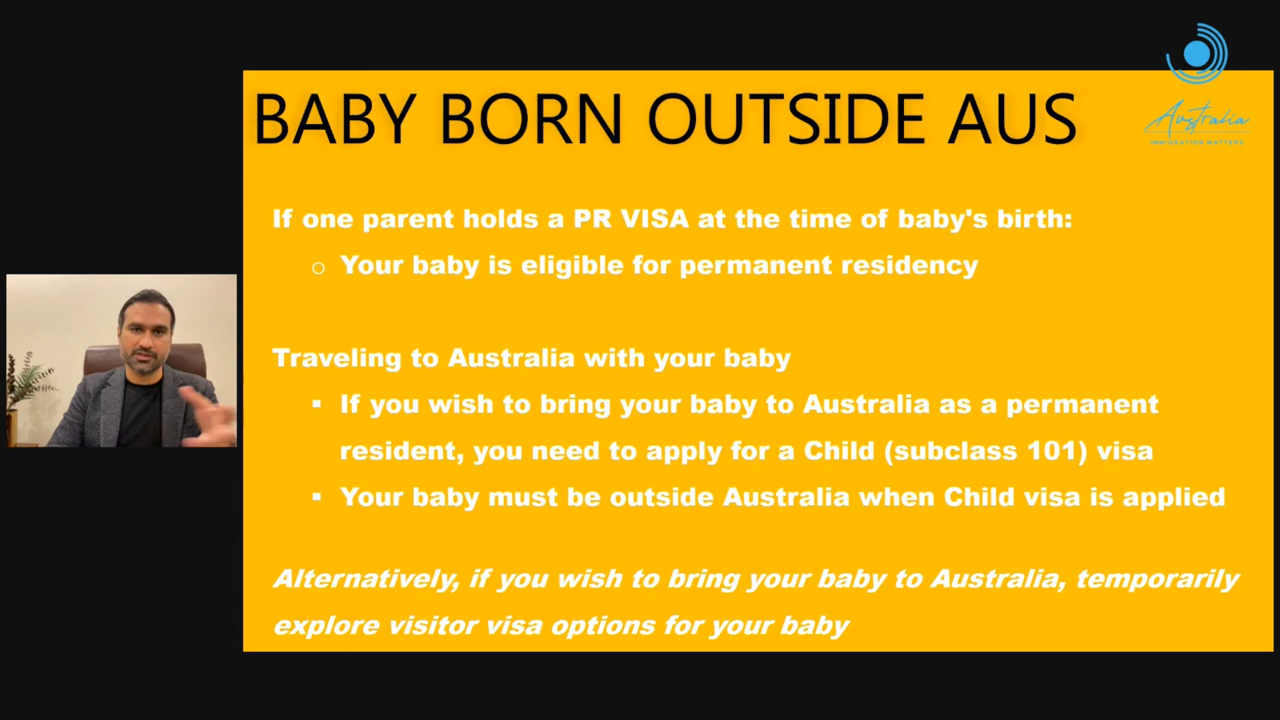 BABY BORN OUTSIDE AUS
Australia
IMMIGRATION MATTERS
If one parent holds a PR VISA at the time of baby's birth:
Your baby is eligible for permanent residency
Traveling to Australia with your baby
If you wish to bring your baby to Australia as a permanent
resident, you need to apply for a Child (subclass 101) visa
Your baby must be outside Australia when Child visa is applied
Alternatively, if you wish to bring your baby to Australia, temporarily
explore visitor visa options for your baby